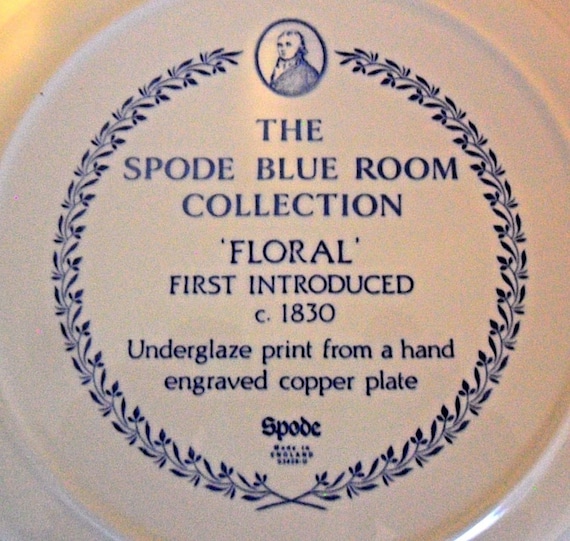 THE
SPODE BLUE ROOM
COLLECTION
'FLORAL'
FIRST INTRODUCED
c. 1830
Underglaze print from a hand
engraved copper plate
Spode
Made in
ENGLAND